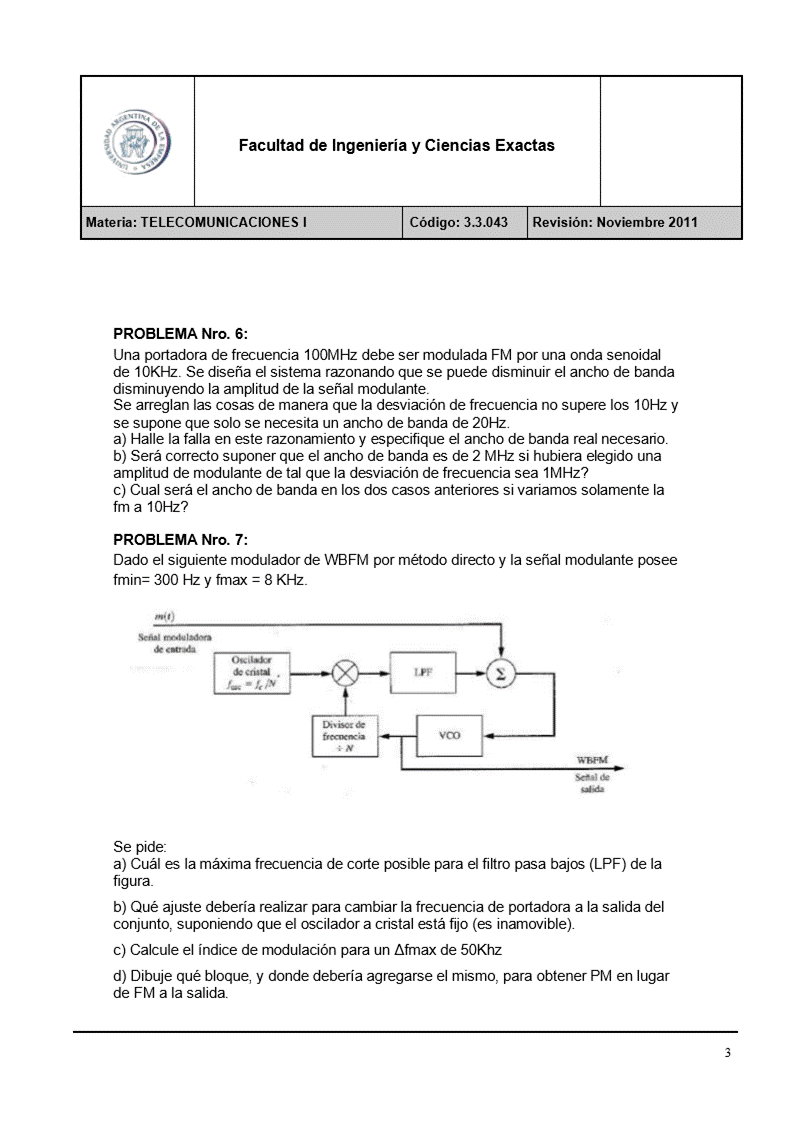 UNIVERSIDAD ARGENTINA DE LA EMPRESA
Facultad de Ingeniería y Ciencias Exactas
Materia: TELECOMUNICACIONES I
Código: 3.3.043
Revisión: Noviembre 2011
PROBLEMA Nro. 6:
Una portadora de frecuencia 100MHz debe ser modulada FM por una onda senoidal
de 10KHz. Se diseña el sistema razonando que se puede disminuir el ancho de banda
disminuyendo la amplitud de la señal modulante.
Se arreglan las cosas de manera que la desviación de frecuencia no supere los 10Hz y
se supone que solo se necesita un ancho de banda de 20Hz.
a) Halle la falla en este razonamiento y especifique el ancho de banda real necesario.
b) Será correcto suponer que el ancho de banda es de 2 MHz si hubiera elegido una
amplitud de modulante de tal que la desviación de frecuencia sea 1MHz?
c) Cual será el ancho de banda en los dos casos anteriores si variamos solamente la
fm a 10Hz?
PROBLEMA Nro. 7:
Dado el siguiente modulador de WBFM por método directo y la señal modulante posee
fmin= 300 Hz y fmax = 8 KHz.
m(t)
Señal moduladora
de entrada
Oscilador
de cristal
fosc = fc/N
LPF
Σ
Divisor de
frecuencia
÷ N
VCO
WBFM
Señal de
salida
Se pide:
a) Cuál es la máxima frecuencia de corte posible para el filtro pasa bajos (LPF) de la
figura.
b) Qué ajuste debería realizar para cambiar la frecuencia de portadora a la salida del
conjunto, suponiendo que el oscilador a cristal está fijo (es inamovible).
c) Calcule el índice de modulación para un Δfmax de 50Khz
d) Dibuje qué bloque, y donde debería agregarse el mismo, para obtener PM en lugar
de FM a la salida.
3